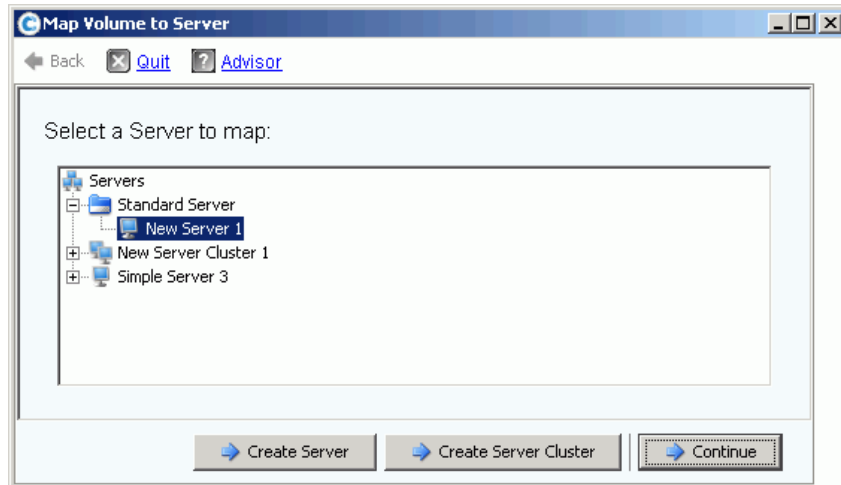 Map Volume to Server
Back Quit ? Advisor
Select a Server to map:
Servers
Standard Server
New Server 1
New Server Cluster 1
Simple Server 3
Create Server Create Server Cluster Continue